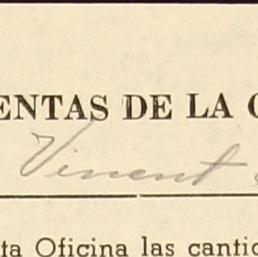 ENTAS DE LA
Vincent
ta Oficina las cantid